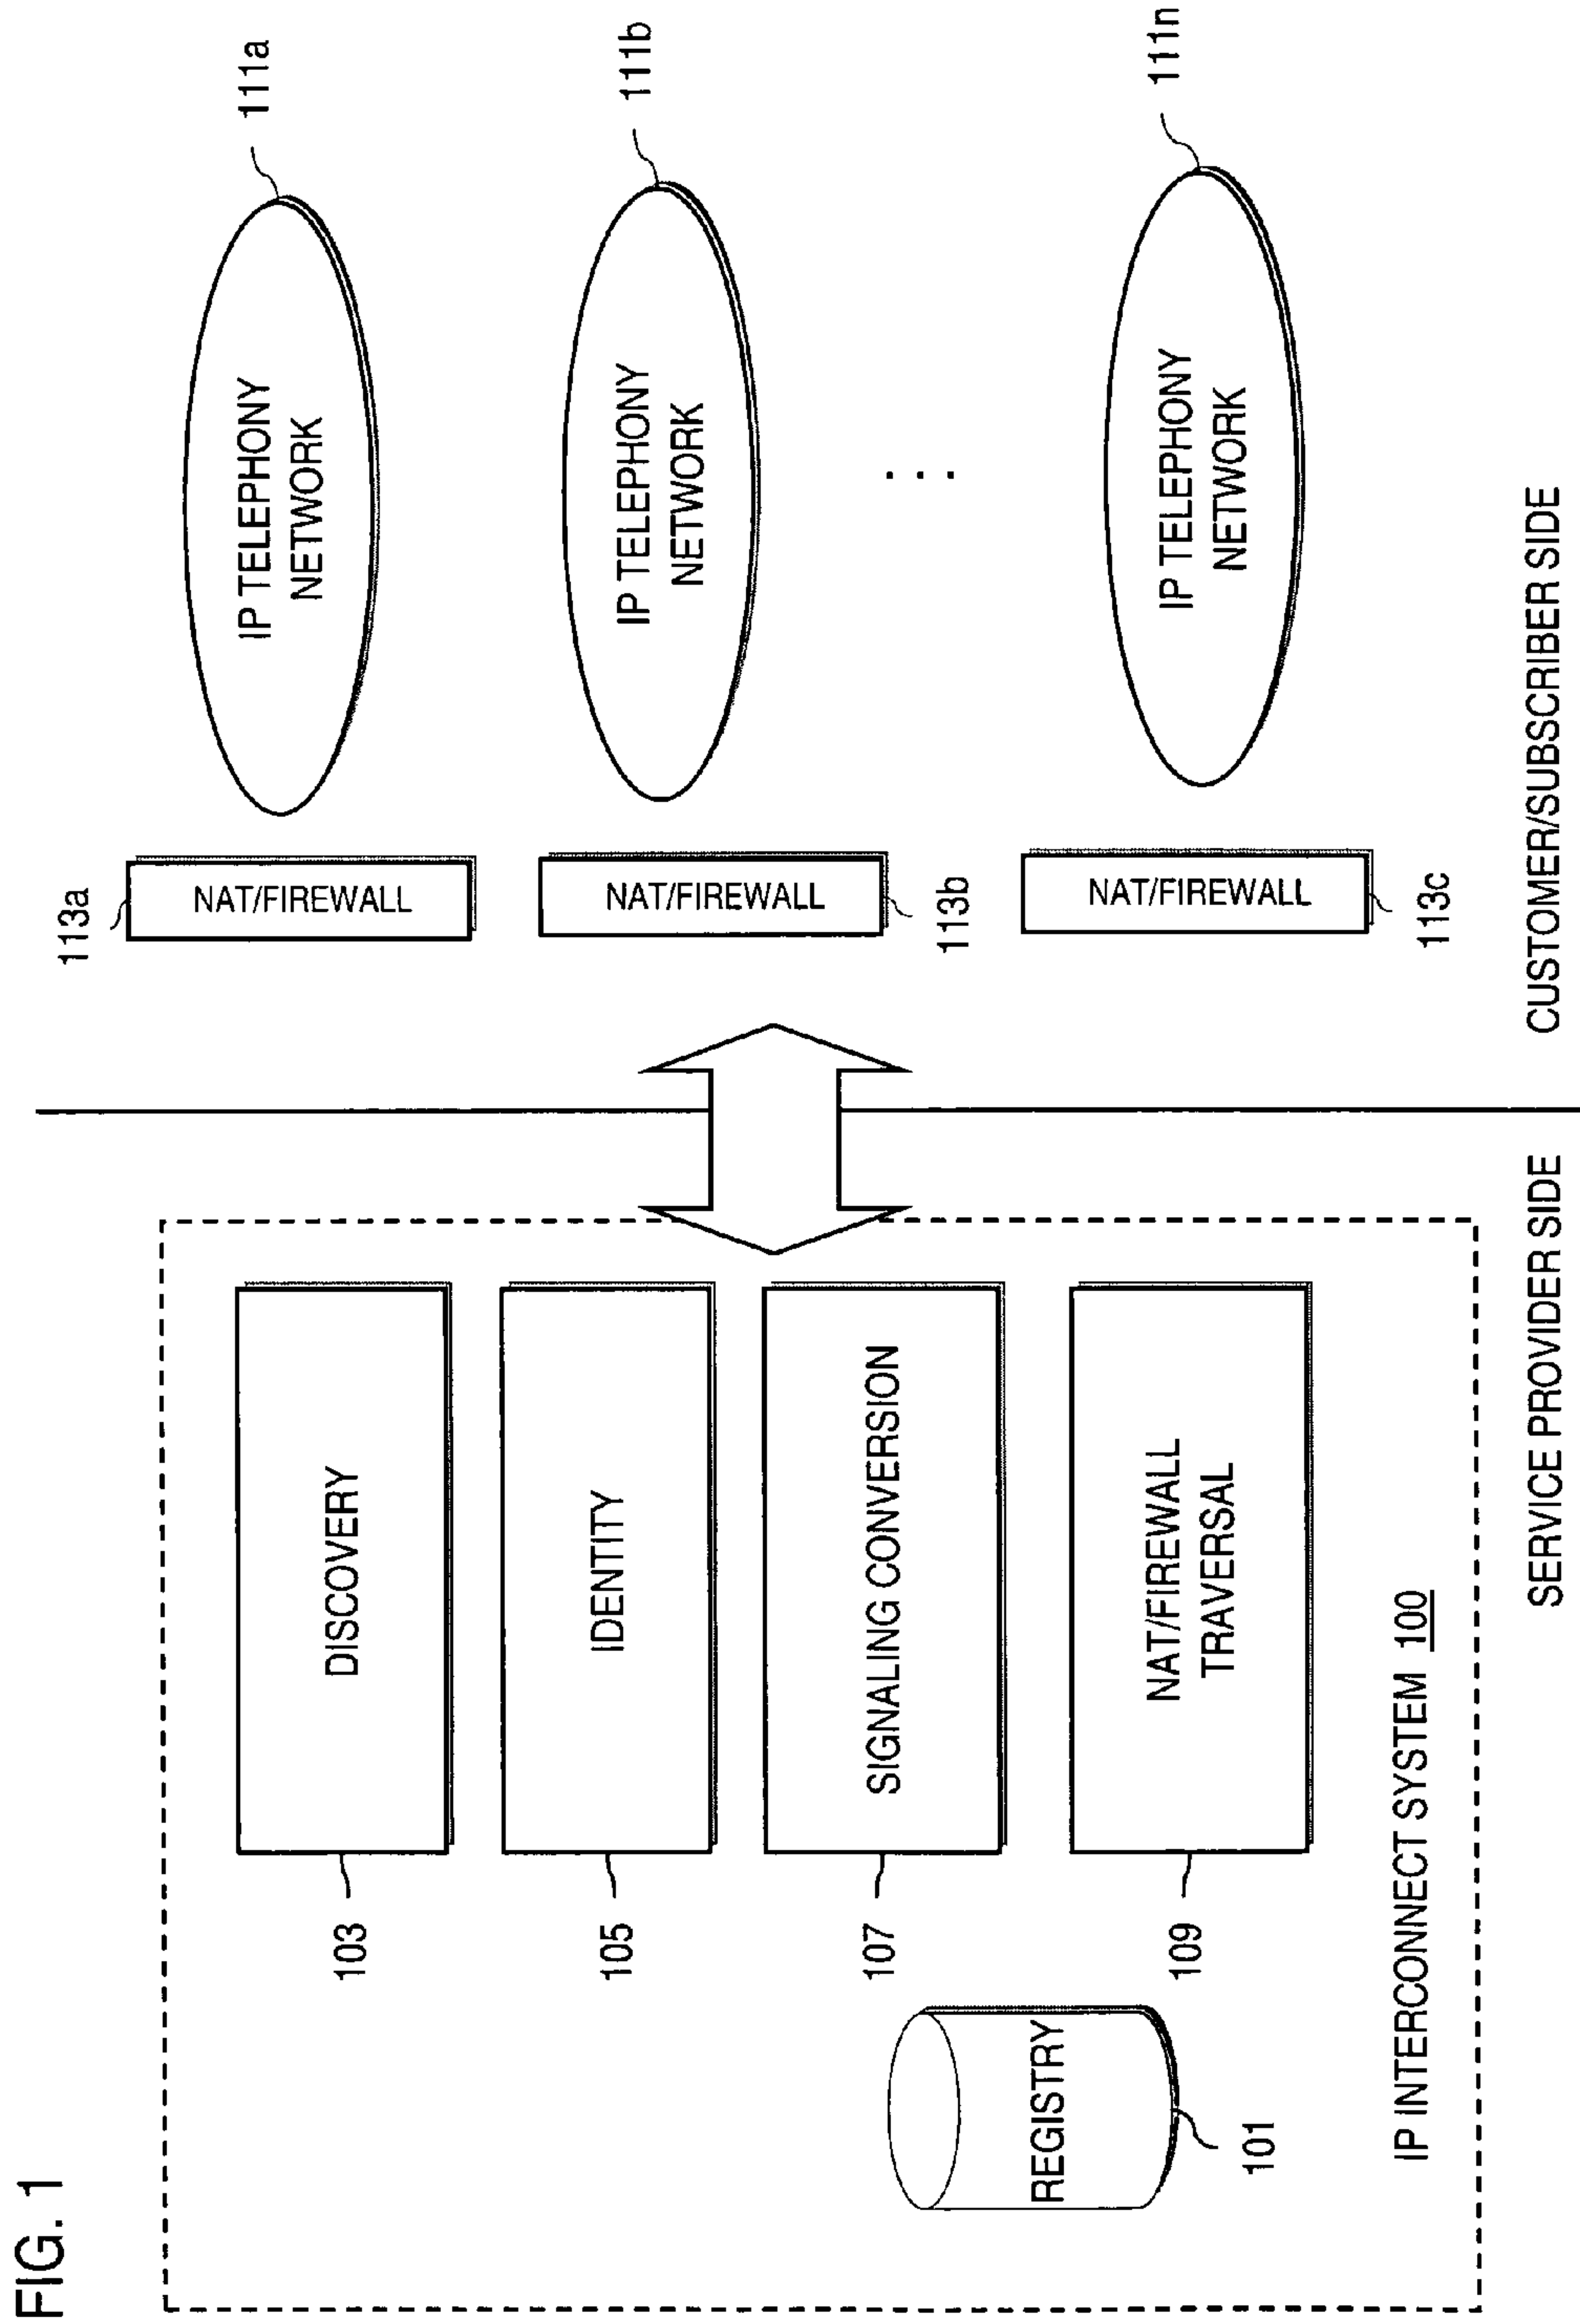 FIG. 1
103
DISCOVERY
105
IDENTITY
107
SIGNALING CONVERSION
109
NAT/FIREWALL
TRAVERSAL
REGISTRY
101
IP INTERCONNECT SYSTEM 100
SERVICE PROVIDER SIDE
113a
NAT/FIREWALL
IP TELEPHONY
NETWORK
111a
NAT/FIREWALL
113b
IP TELEPHONY
NETWORK
111b
. . .
NAT/FIREWALL
113c
IP TELEPHONY
NETWORK
111n
CUSTOMER/SUBSCRIBER SIDE